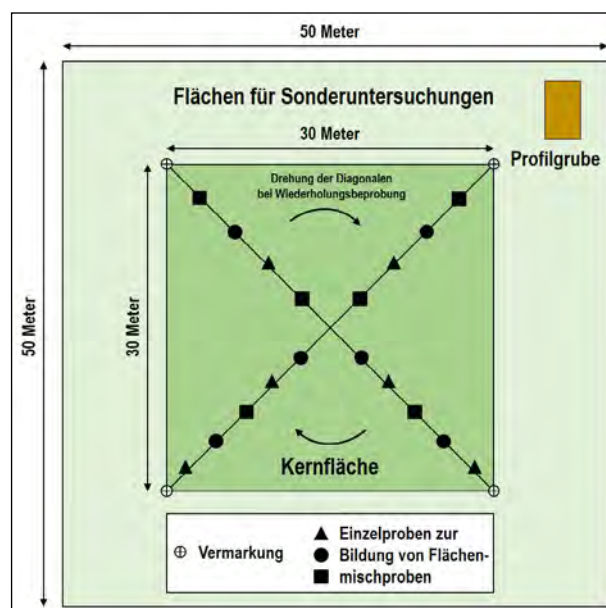 50 Meter
Flächen für Sonderuntersuchungen
30 Meter
Profilgrube
Drehung der Diagonalen
bei Wiederholungsbeprobung
50 Meter
30 Meter
Kernfläche
Vermarkung
Einzelproben zur
Bildung von Flächen-
mischproben